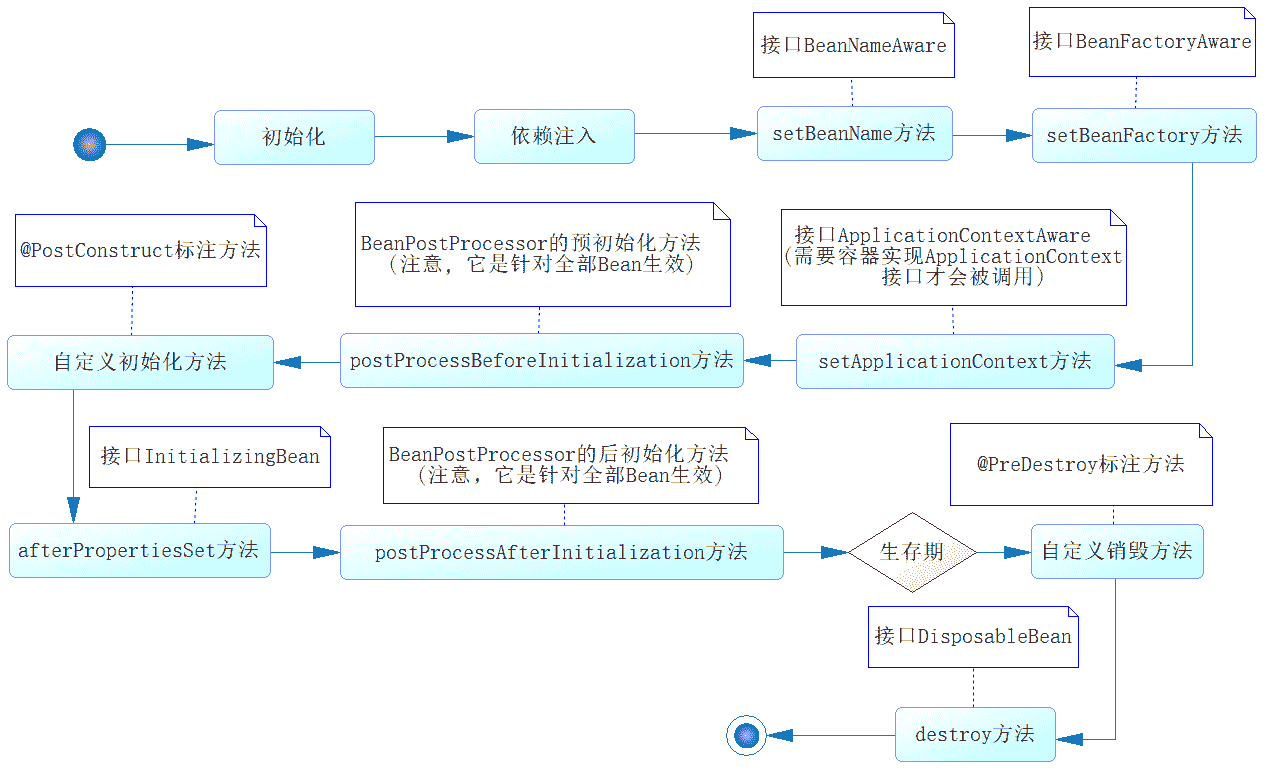 接口BeanNameAware
接口BeanFactoryAware
初始化
依赖注入
setBeanName方法
setBeanFactory方法
@PostConstruct标注方法
BeanPostProcessor的预初始化方法
(注意，它是针对全部Bean生效)
接口ApplicationContextAware
(需要容器实现ApplicationContext
接口才会被调用)
自定义初始化方法
postProcessBeforeInitialization方法
setApplicationContext方法
接口InitializingBean
BeanPostProcessor的后初始化方法
(注意，它是针对全部Bean生效)
@PreDestroy标注方法
afterPropertiesSet方法
postProcessAfterInitialization方法
生存期
自定义销毁方法
接口DisposableBean
destroy方法